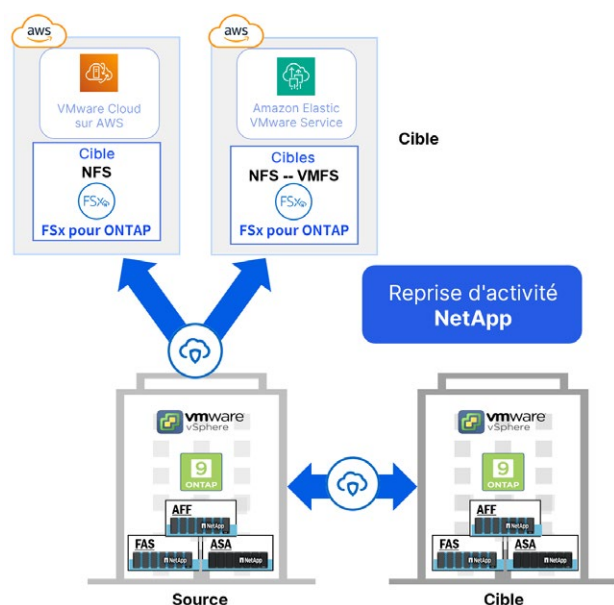 aws
VMware Cloud
sur AWS
Cible
NFS
FSx
FSx pour ONTAP
aws
Amazon Elastic
VMware Service
Cibles
NFS -- VMFS
FSx
FSx pour ONTAP
Cible
Reprise d'activité
NetApp
vmware
vSphere
9
ONTAP
AFF
NetApp
FAS
NetApp
ASA
NetApp
Source
vmware
vSphere
9
ONTAP
AFF
NetApp
FAS
NetApp
ASA
NetApp
Cible